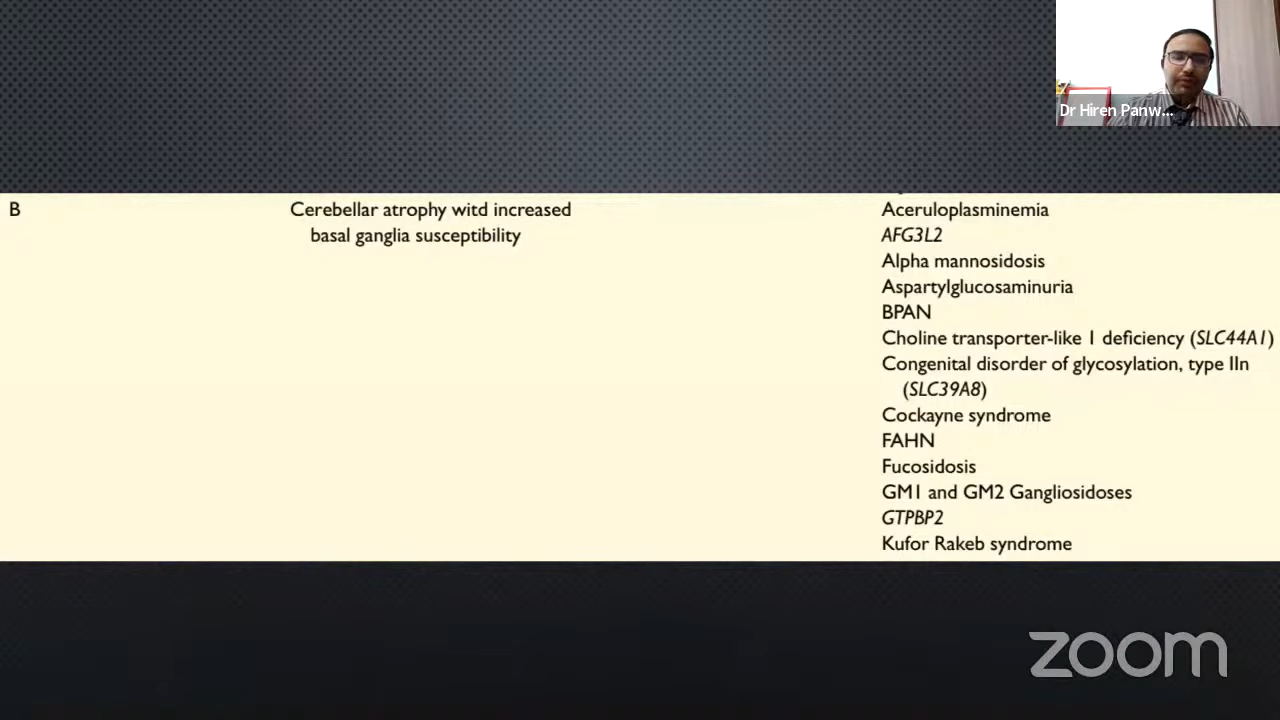 Dr Hiren Panw...
B
Cerebellar atrophy witd increased
basal ganglia susceptibility
Aceruloplasminemia
AFG3L2
Alpha mannosidosis
Aspartylglucosaminuria
BPAN
Choline transporter-like 1 deficiency (SLC44A1)
Congenital disorder of glycosylation, type IIn
(SLC39A8)
Cockayne syndrome
FAHN
Fucosidosis
GM1 and GM2 Gangliosidoses
GTPBP2
Kufor Rakeb syndrome
zoom